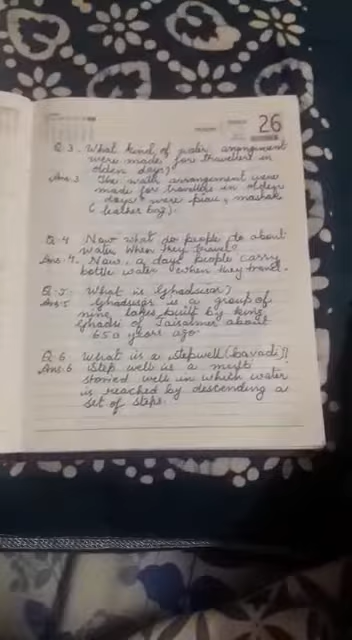 26
Q 3. What kind of water arrangement
were made for travellers in
olden days?
Ans. 3 The water arrangement were
made for travellers in olden
days were piau, mashak
(leather bag).
Q. 4 Now what do people do about
water when they travel?
Ans. 4. Now, a days people carry
bottle water when they travel.
Q. 5. What is Ghadsisar?
Ans. 5 Ghadsisar is a group of
nine lakes built by king
Ghadsi of Jaisalmer about
650 years ago
Q 6. What is a stepwell (bavadi)?
Ans. 6 Step well is a multi
storied well in which water
is reached by descending a
set of steps.